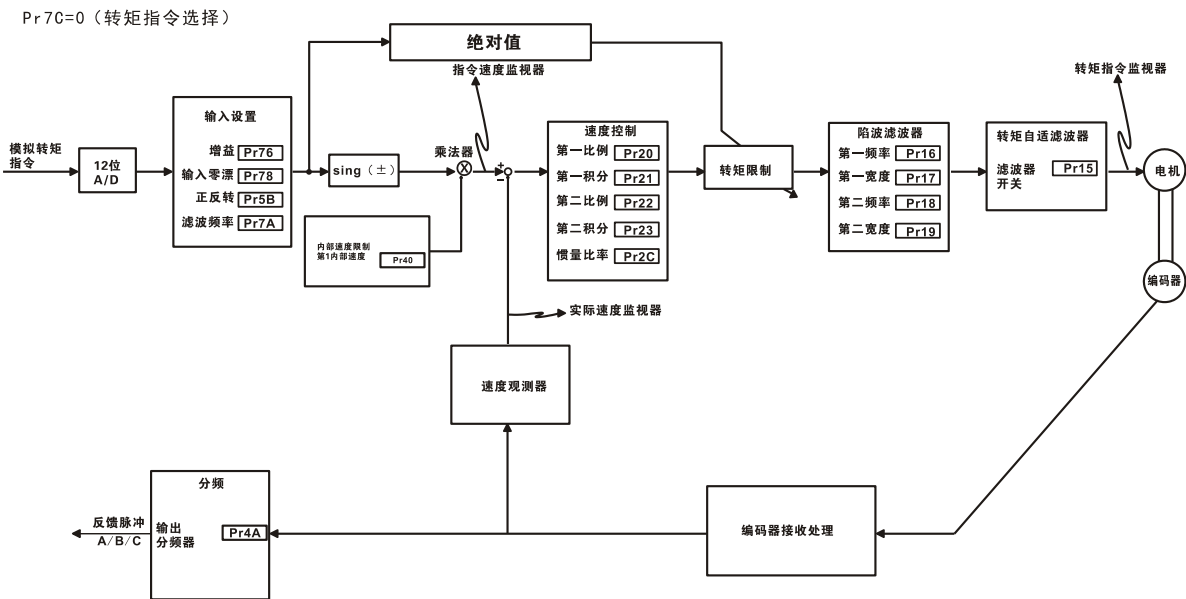 Pr7C=0（转矩指令选择）
绝对值
指令速度监视器
转矩指令监视器
模拟转矩
指令
12位
A/D
输入设置
增益 Pr76
输入零漂 Pr78
正反转 Pr5B
滤波频率 Pr7A
sing（±）
乘法器
X
+
−
内部速度限制
第1内部速度
Pr40
速度控制
第一比例 Pr20
第一积分 Pr21
第二比例 Pr22
第二积分 Pr23
惯量比率 Pr2C
转矩限制
陷波滤波器
第一频率 Pr16
第一宽度 Pr17
第二频率 Pr18
第二宽度 Pr19
转矩自适滤波器
滤波器
开关
Pr15
电机
编码器
实际速度监视器
速度观测器
分频
输出
分频器
Pr4A
反馈脉冲
A/B/C
编码器接收处理